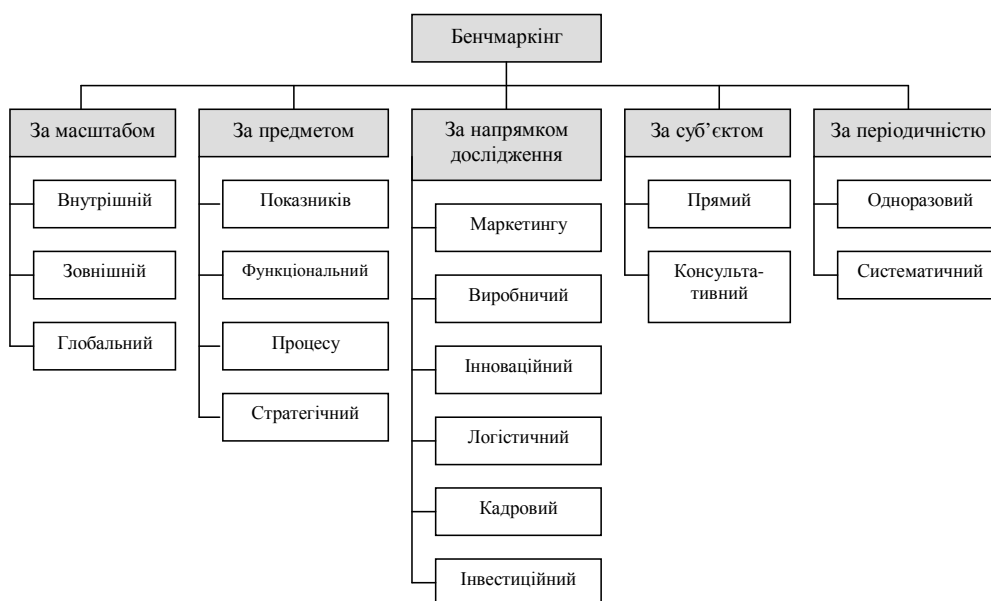 Бенчмаркінг
За масштабом
Внутрішній
Зовнішній
Глобальний
За предметом
Показників
Функціональний
Процесу
Стратегічний
За напрямком
дослідження
Маркетингу
Виробничий
Інноваційний
Логістичний
Кадровий
Інвестиційний
За суб’єктом
Прямий
Консульта-
тивний
За періодичністю
Одноразовий
Систематичний